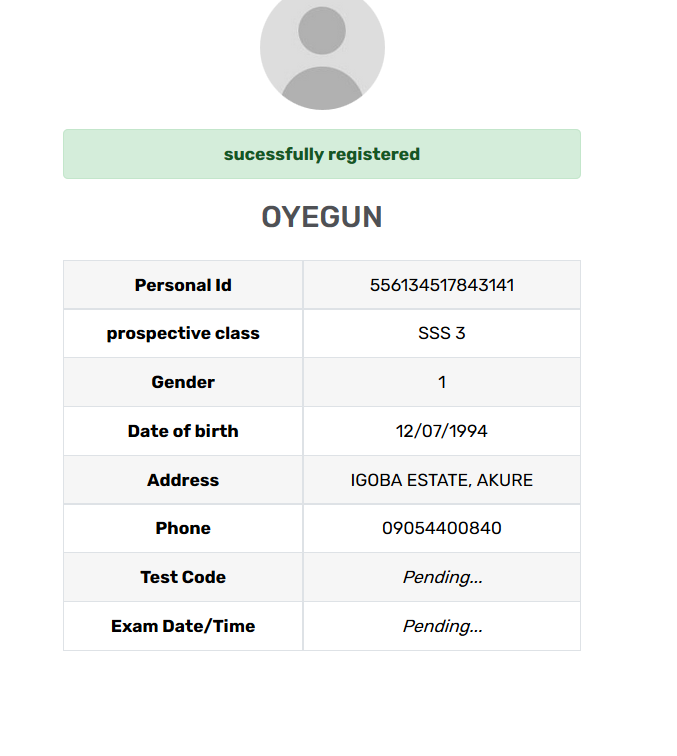 sucessfully registered
OYEGUN
Personal Id 556134517843141
prospective class SSS 3
Gender 1
Date of birth 12/07/1994
Address IGOBA ESTATE, AKURE
Phone 09054400840
Test Code Pending...
Exam Date/Time Pending...